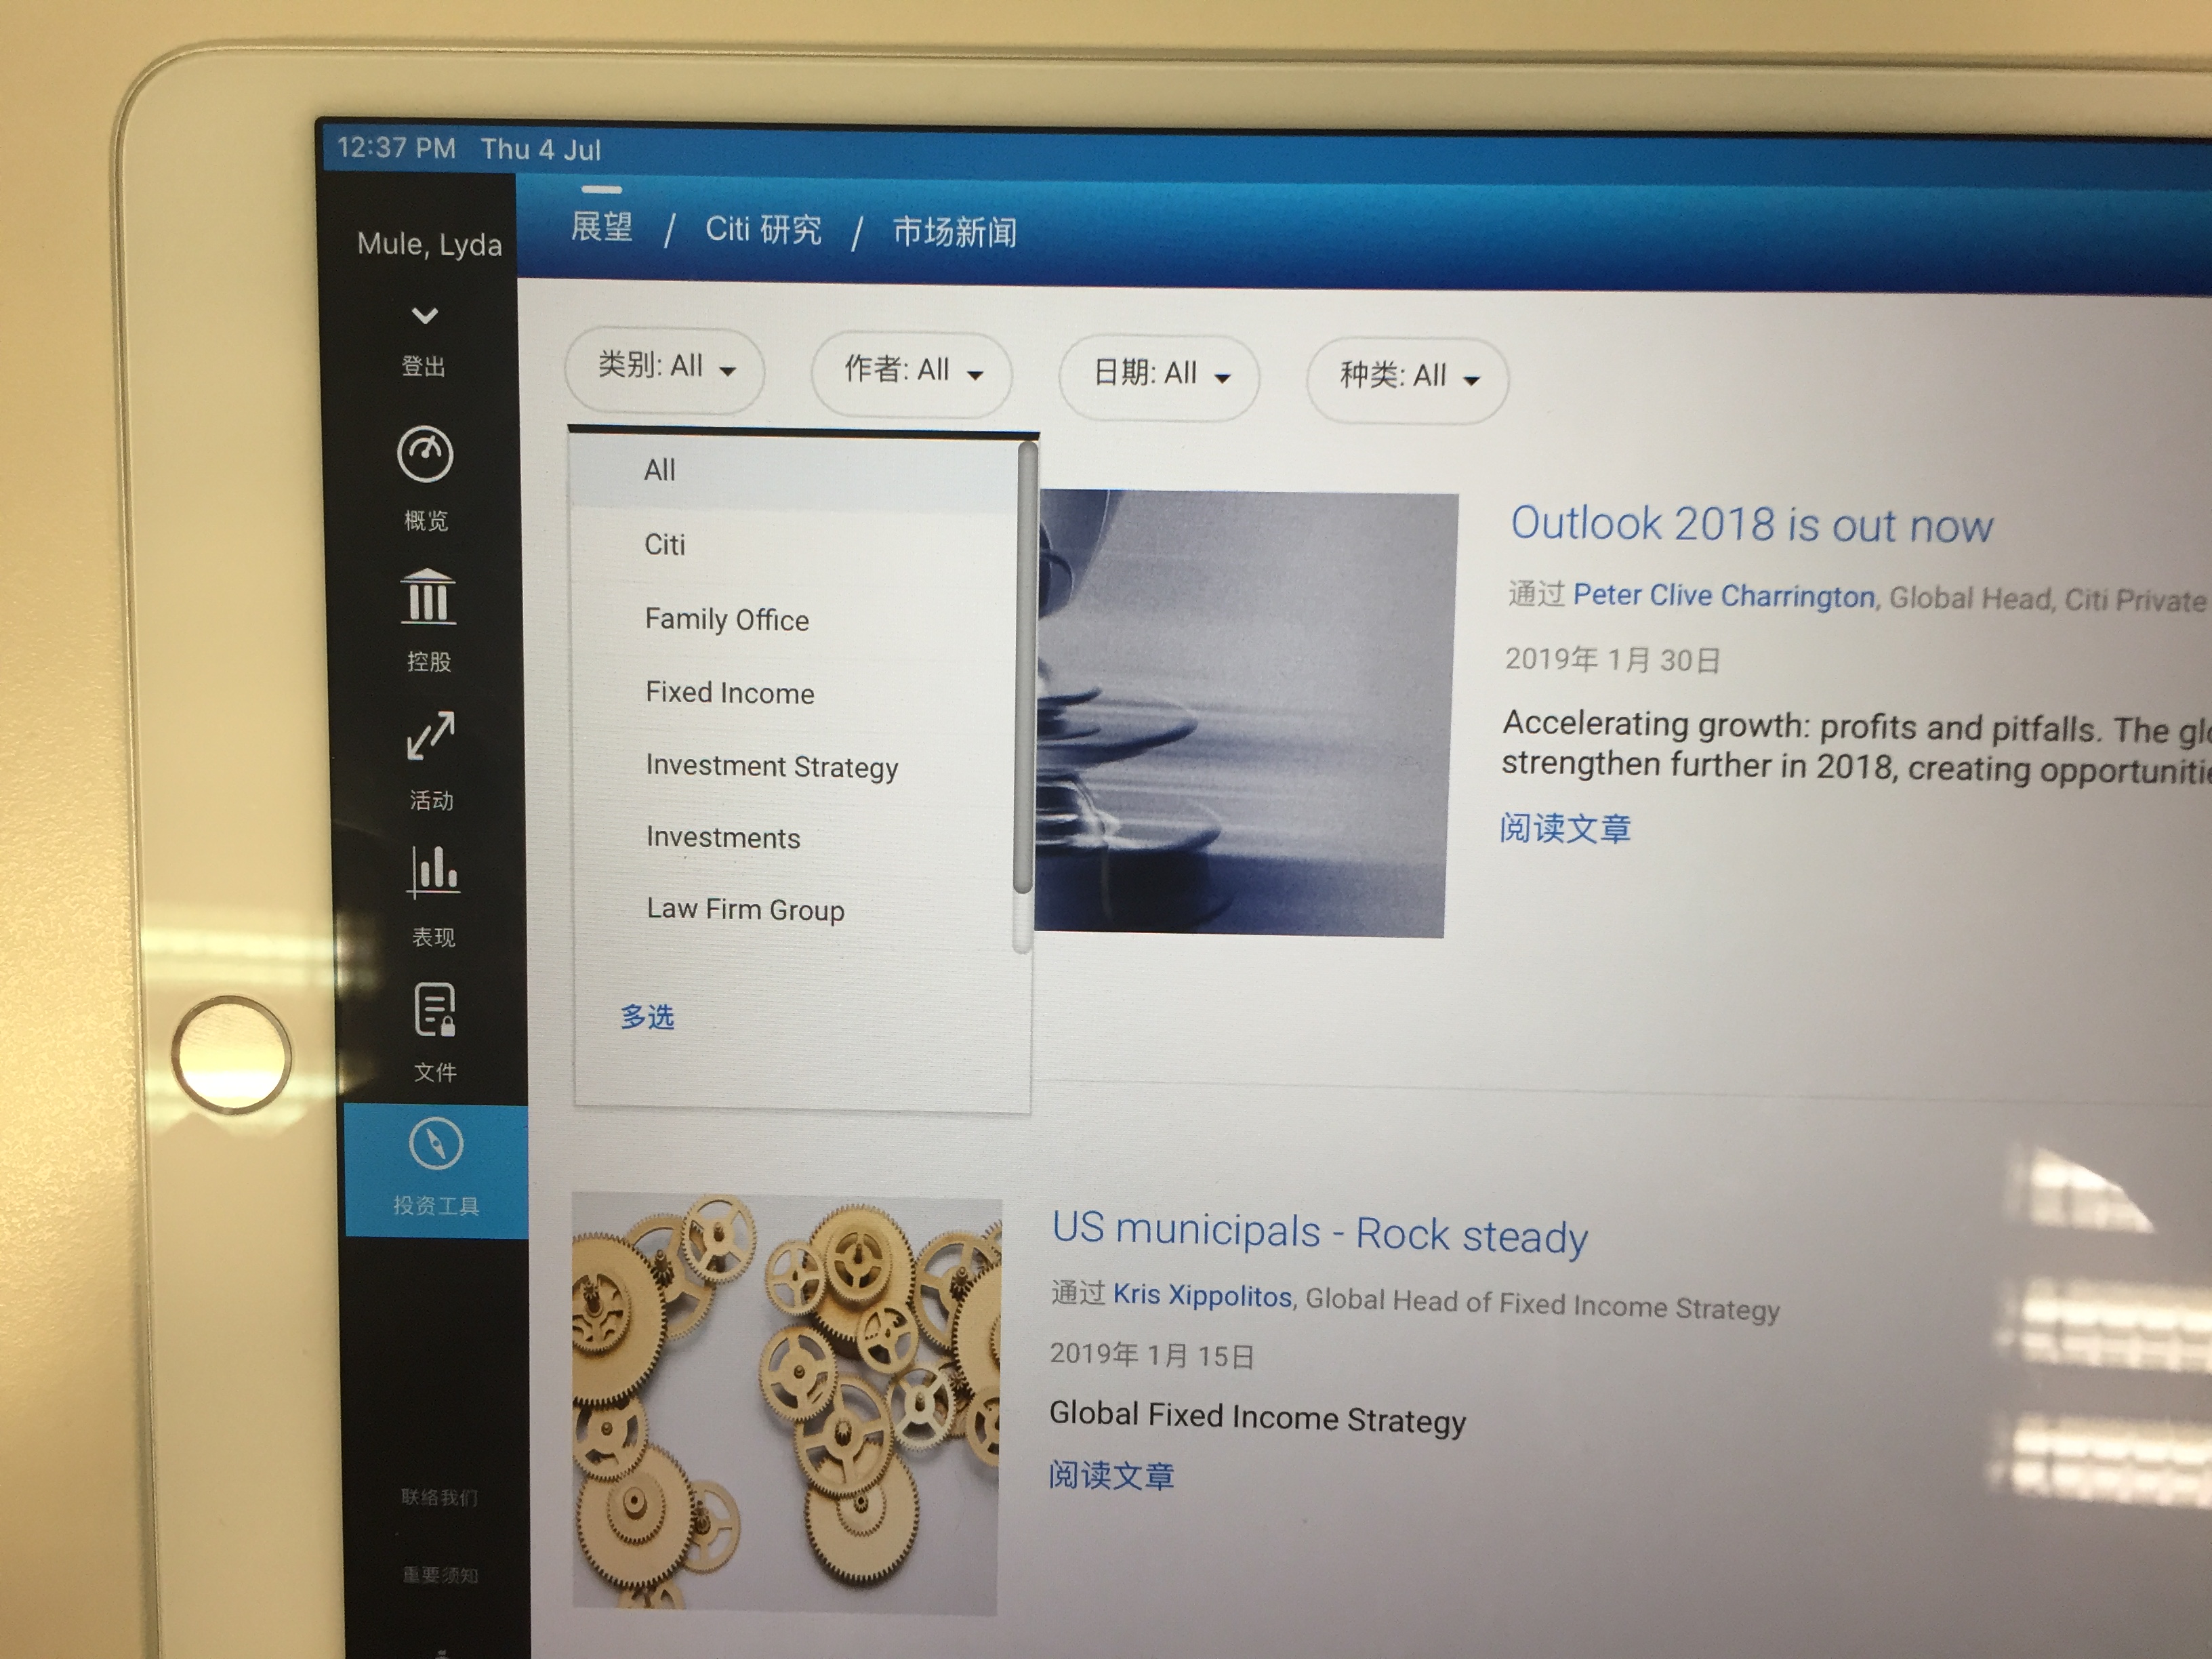 12:37 PM Thu 4 Jul
Mule, Lyda
登出
概览
控股
活动
表现
文件
投资工具
联络我们
重要须知
展望 / Citi 研究 / 市场新闻
类别: All 作者: All 日期: All 种类: All
All
Citi
Family Office
Fixed Income
Investment Strategy
Investments
Law Firm Group
多选
Outlook 2018 is out now
通过 Peter Clive Charrington, Global Head, Citi Private
2019年 1月 30日
Accelerating growth: profits and pitfalls. The
strengthen further in 2018, creating
阅读文章
US municipals - Rock steady
通过 Kris Xippolitos, Global Head of Fixed Income Strategy
2019年 1月 15日
Global Fixed Income Strategy
阅读文章